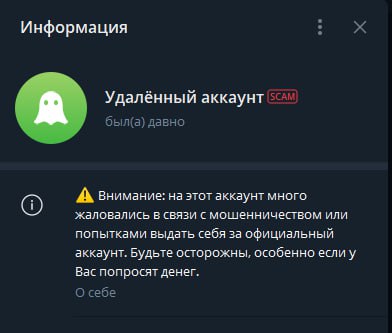 Информация
Удалённый аккаунт SCAM
был(а) давно
⚠️ Внимание: на этот аккаунт много
жаловались в связи с мошенничеством или
попытками выдать себя за официальный
аккаунт. Будьте осторожны, особенно если у
Вас попросят денег.
О себе